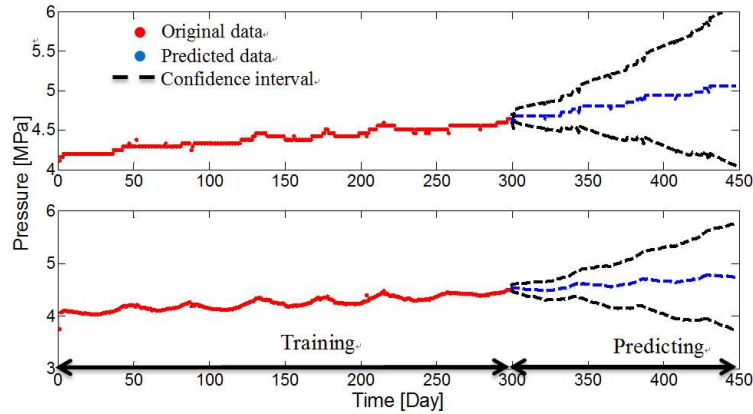 6
5.5
5
4.5
4
Original data
Predicted data
Confidence interval
0 50 100 150 200 250 300 350 400 450
Pressure [MPa]
6
5
4
3
Training
Predicting
0 50 100 150 200 250 300 350 400 450
Time [Day]